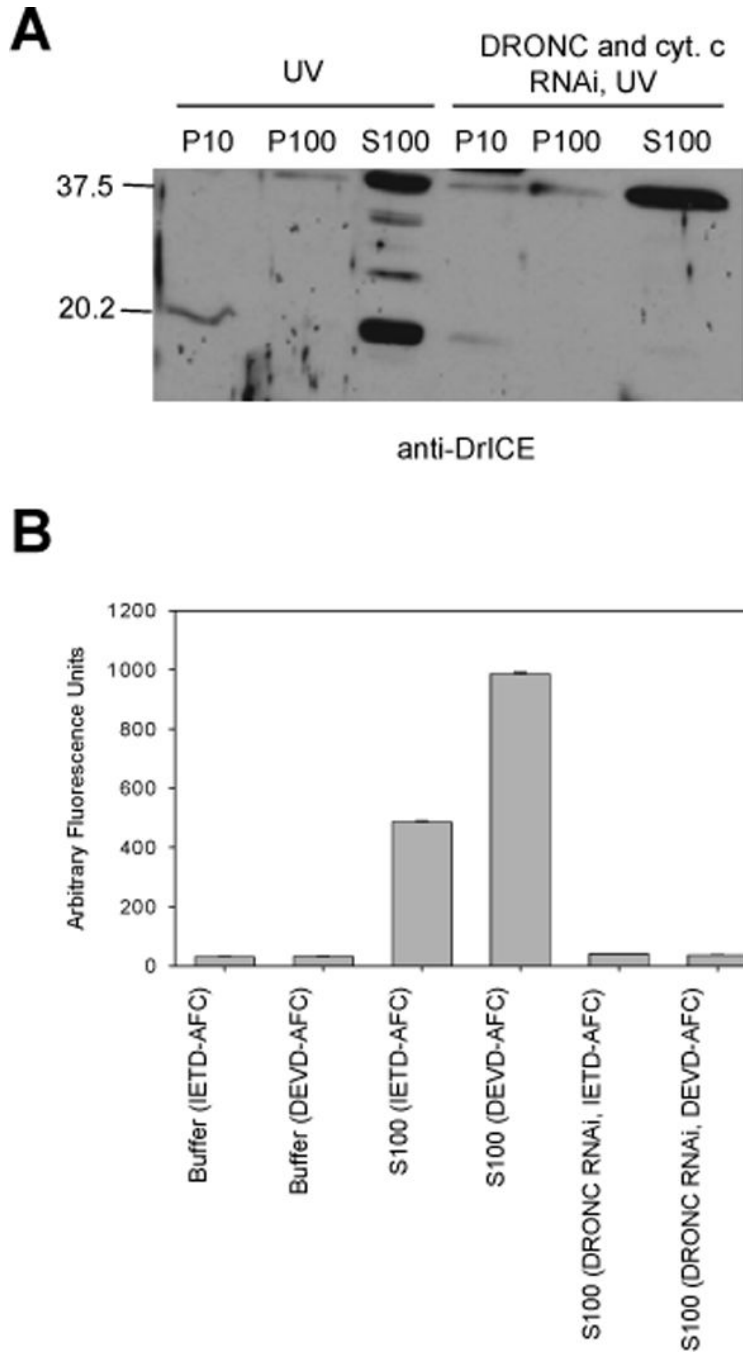 A
UV
DRONC and cyt. c
RNAi, UV
P10 P100 S100 P10 P100 S100
37.5
20.2
anti-DrICE
B
Arbitrary Fluorescence Units
1200
1000
800
600
400
200
0
Buffer (IETD-AFC)
Buffer (DEVD-AFC)
S100 (IETD-AFC)
S100 (DEVD-AFC)
S100 (DRONC RNAi, IETD-AFC)
S100 (DRONC RNAi, DEVD-AFC)